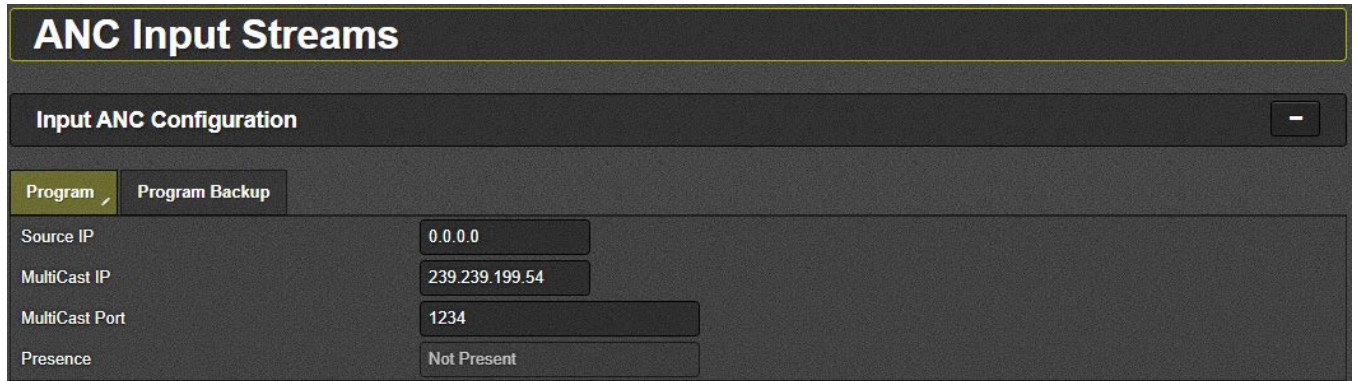 ANC Input Streams
Input ANC Configuration
Program Program Backup
Source IP 0.0.0.0
MultiCast IP 239.239.199.54
MultiCast Port 1234
Presence Not Present